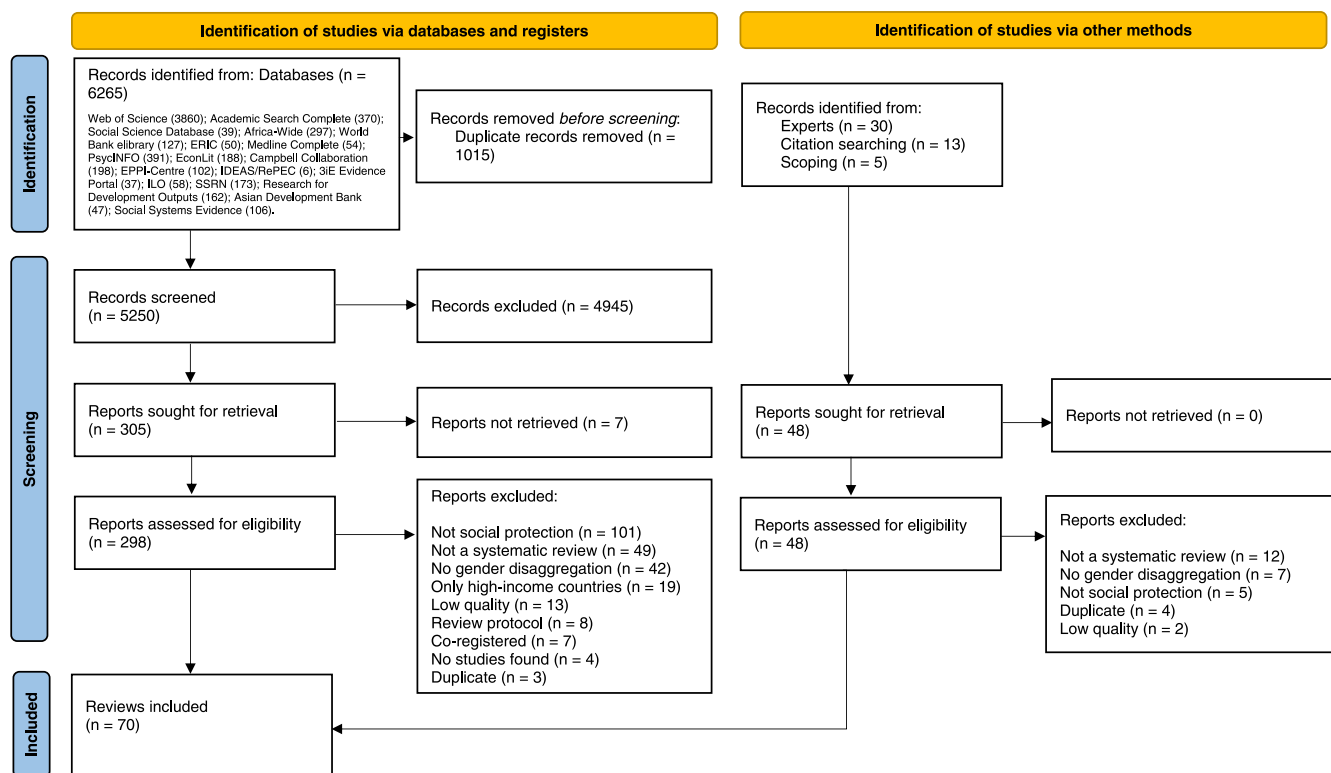 Identification of studies via databases and registers
Identification of studies via other methods
Identification
Records identified from: Databases (n =
6265)
Web of Science (3860); Academic Search Complete (370);
Social Science Database (39); Africa-Wide (297); World
Bank elibrary (127); ERIC (50); Medline Complete (54);
PsycINFO (391); EconLit (188); Campbell Collaboration
(198); EPPI-Centre (102); IDEAS/RePEC (6); 3iE Evidence
Portal (37); ILO (58); SSRN (173); Research for
Development Outputs (162); Asian Development Bank
(47); Social Systems Evidence (106).
Records removed before screening:
Duplicate records removed (n =
1015)
Records identified from:
Experts (n = 30)
Citation searching (n = 13)
Scoping (n = 5)
Screening
Records screened
(n = 5250)
Records excluded (n = 4945)
Reports sought for retrieval
(n = 305)
Reports not retrieved (n = 7)
Reports sought for retrieval
(n = 48)
Reports not retrieved (n = 0)
Reports assessed for eligibility
(n = 298)
Reports excluded:
Not social protection (n = 101)
Not a systematic review (n = 49)
No gender disaggregation (n = 42)
Only high-income countries (n = 19)
Low quality (n = 13)
Review protocol (n = 8)
Co-registered (n = 7)
No studies found (n = 4)
Duplicate (n = 3)
Reports assessed for eligibility
(n = 48)
Reports excluded:
Not a systematic review (n = 12)
No gender disaggregation (n = 7)
Not social protection (n = 5)
Duplicate (n = 4)
Low quality (n = 2)
Included
Reviews included
(n = 70)